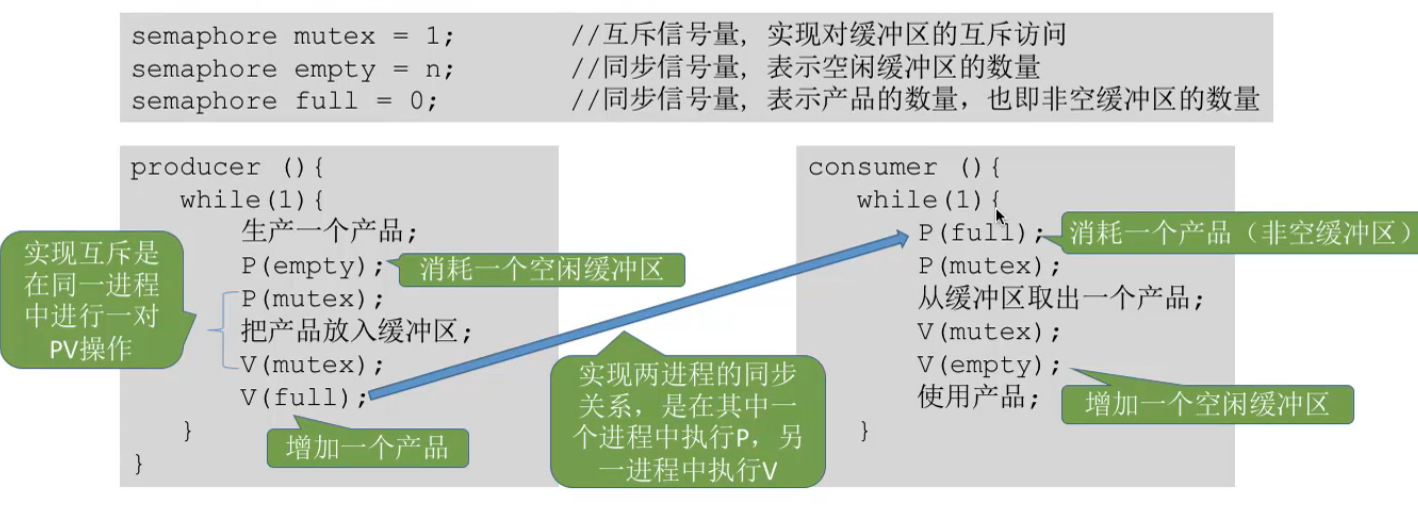 semaphore mutex = 1; //互斥信号量, 实现对缓冲区的互斥访问
semaphore empty = n; //同步信号量, 表示空闲缓冲区的数量
semaphore full = 0; //同步信号量, 表示产品的数量, 也即非空缓冲区的数量
producer (){
while(1){
生产一个产品;
P(empty);
P(mutex);
把产品放入缓冲区;
V(mutex);
V(full);
}
}
实现互斥是
在同一进程
中进行一对
PV操作
消耗一个空闲缓冲区
增加一个产品
实现两进程的同步
关系, 是在其中一
个进程中执行P, 另
一进程中执行V
consumer (){
while(1){
P(full);
P(mutex);
从缓冲区取出一个产品;
V(mutex);
V(empty);
使用产品;
}
消耗一个产品（非空缓冲区）
增加一个空闲缓冲区